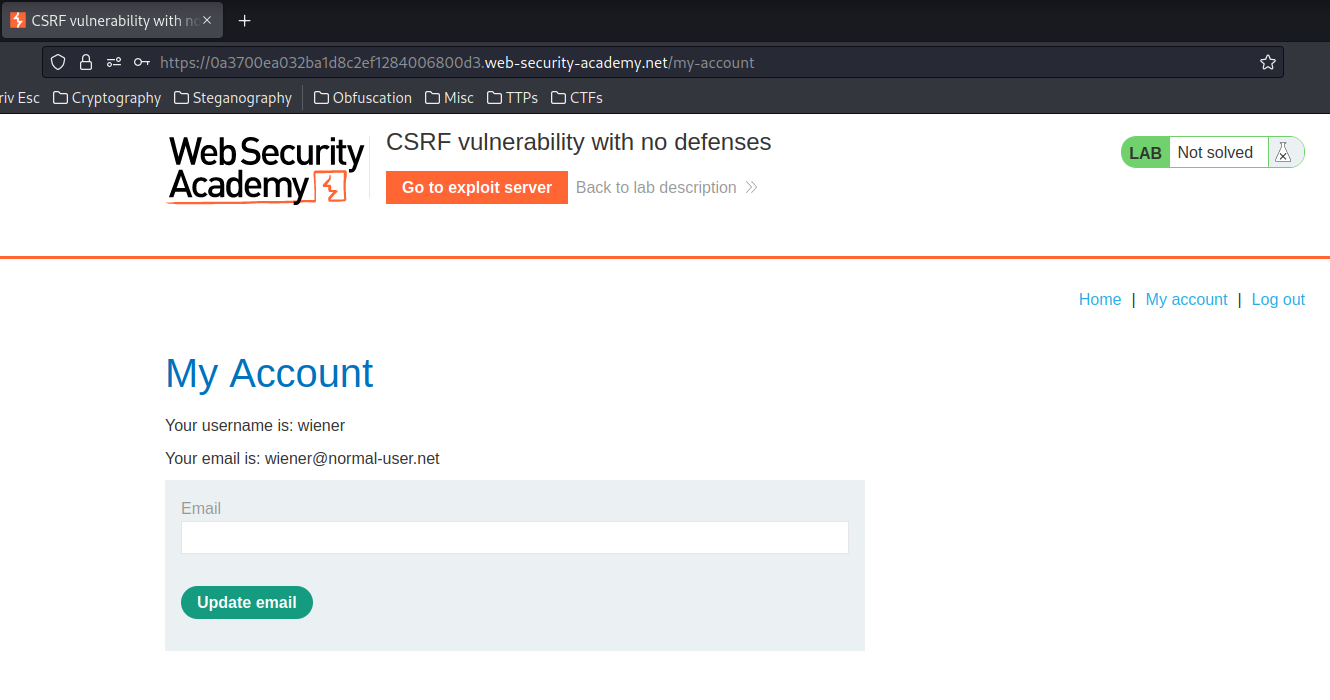 CSRF vulnerability with no
https://0a3700ea032ba1d8c2ef1284006800d3.web-security-academy.net/my-account
riv Esc Cryptography Steganography Obfuscation Misc TTPs CTFs
Web Security
Academy
CSRF vulnerability with no defenses
Go to exploit server Back to lab description
LAB Not solved
Home | My account | Log out
My Account
Your username is: wiener
Your email is: wiener@normal-user.net
Email
Update email